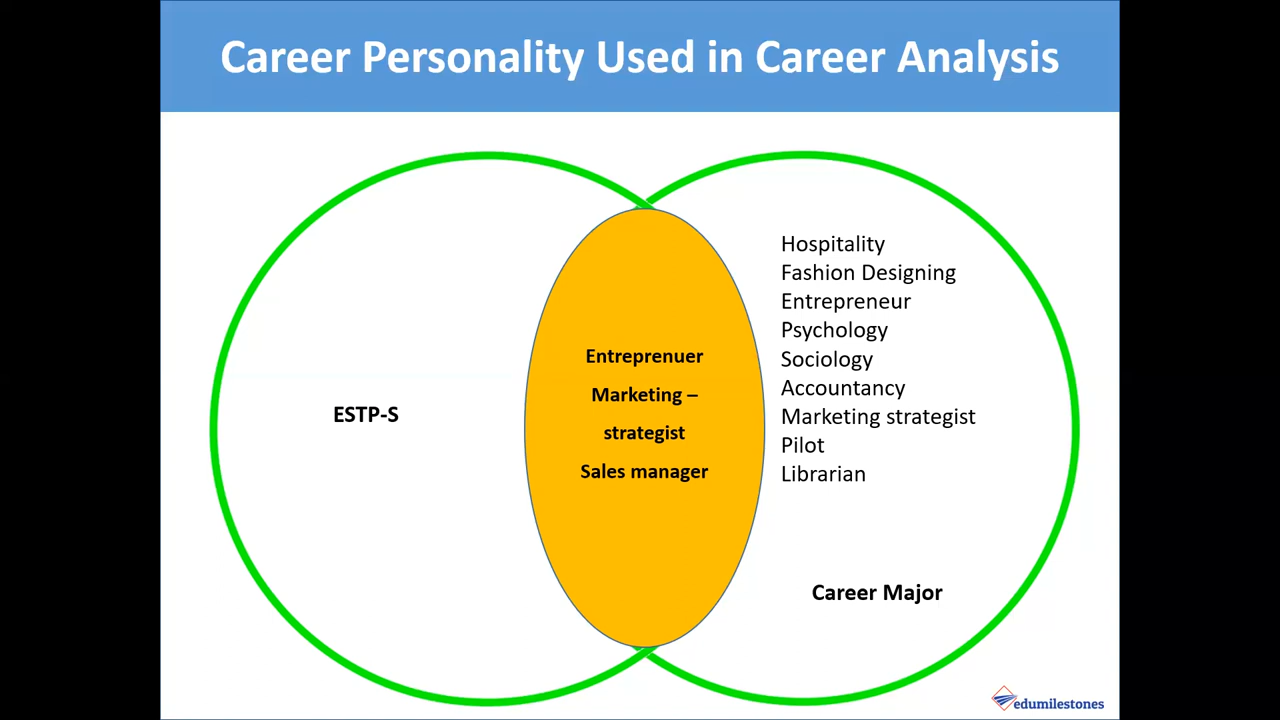 Career Personality Used in Career Analysis
ESTP-S
Entreprenuer
Marketing –
strategist
Sales manager
Hospitality
Fashion Designing
Entrepreneur
Psychology
Sociology
Accountancy
Marketing strategist
Pilot
Librarian
Career Major
edumilestones